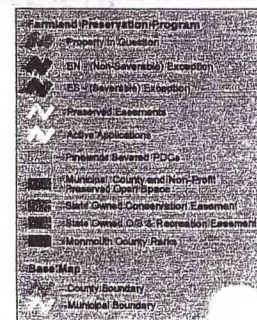 Farmland Preservation Program
Property In Question
EN - (Non-Severable) Exception
ES - (Severable) Exception
Preserved Easements
Active Applications
Pinelands Severed PDCs
Municipal, County and Non-Profit
Preserved Open Space
State Owned Conservation Easement
State Owned O/S & Recreation Easement
Monmouth County Parks
Base Map
County Boundary
Municipal Boundary